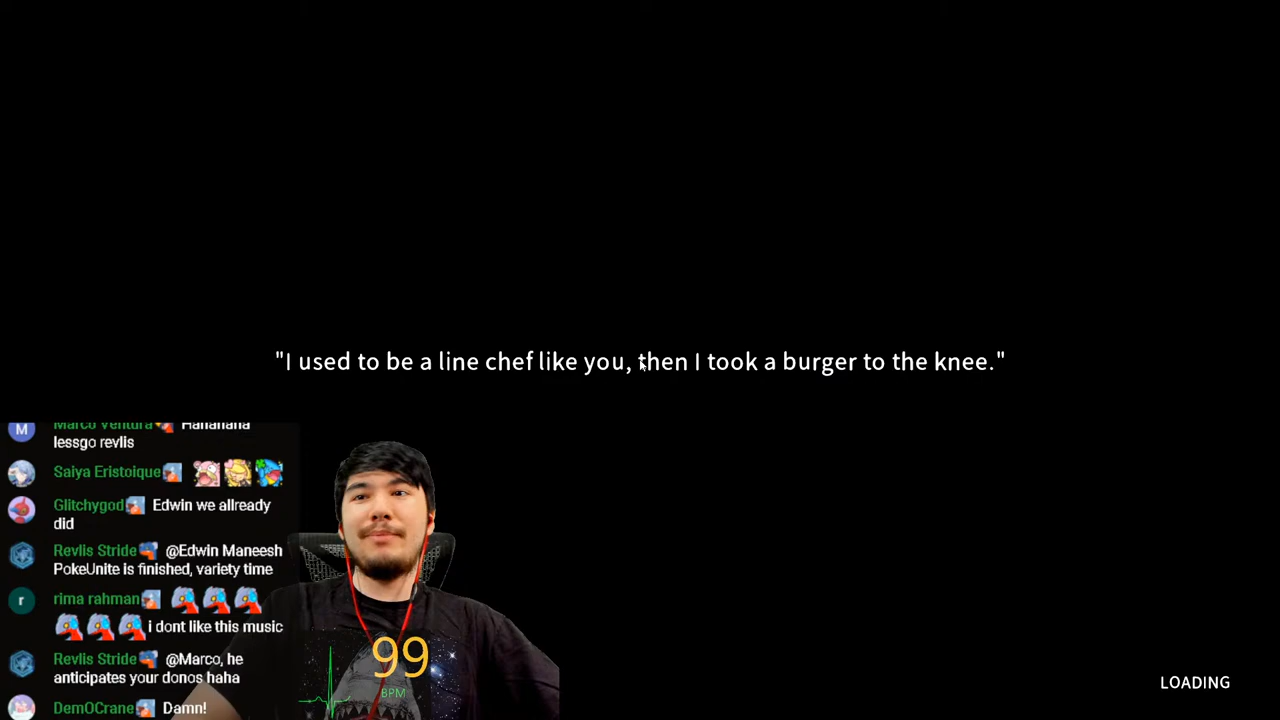 "I used to be a line chef like you, then I took a burger to the knee."
M
Marco Ventura Hahahaha
lessgo revlis
Saiya Eristoique
Glitchygod Edwin we allready
did
Revlis Stride @Edwin Maneesh
PokeUnite is finished, variety time
r
rima rahman
i dont like this music
Revlis Stride @Marco, he
anticipates your donos haha
DemOCrane Damn!
99
BPM
LOADING